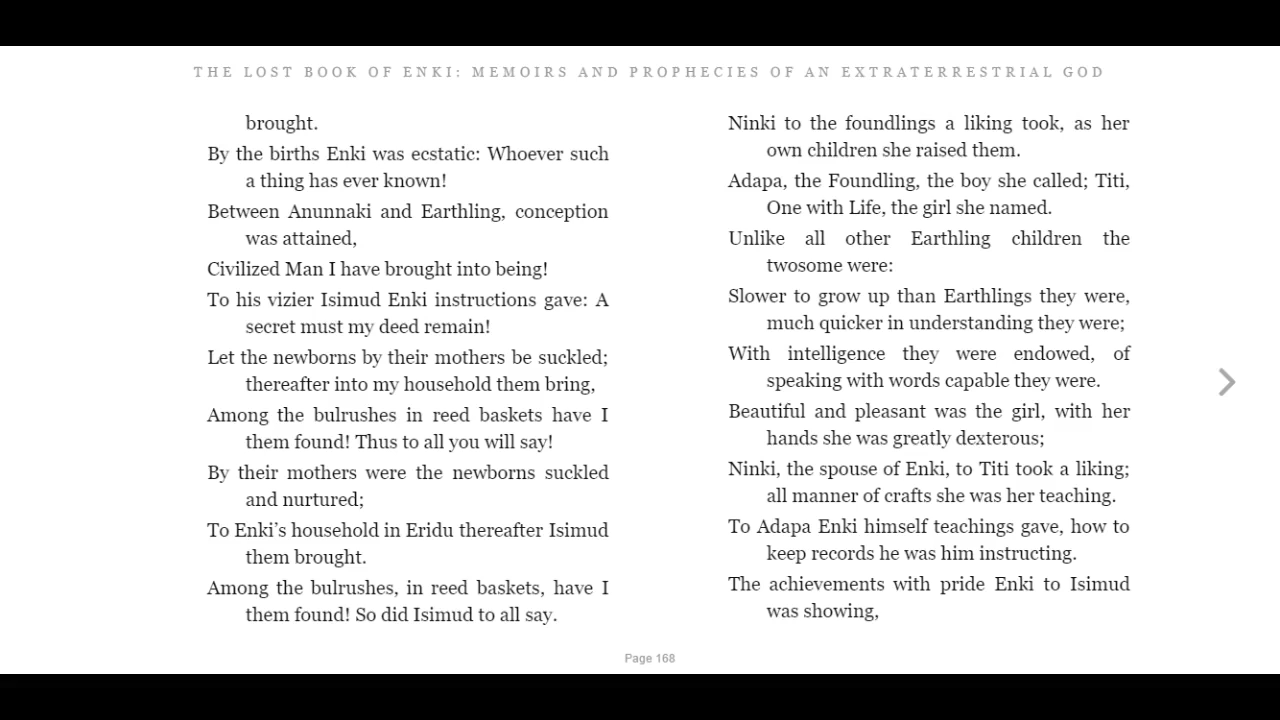 THE LOST BOOK OF ENKI: MEMOIRS AND PROPHECIES OF AN EXTRATERRESTRIAL GOD
brought.
By the births Enki was ecstatic: Whoever such
a thing has ever known!
Between Anunnaki and Earthling, conception
was attained,
Civilized Man I have brought into being!
To his vizier Isimud Enki instructions gave: A
secret must my deed remain!
Let the newborns by their mothers be suckled;
thereafter into my household them bring,
Among the bulrushes in reed baskets have I
them found! Thus to all you will say!
By their mothers were the newborns suckled
and nurtured;
To Enki’s household in Eridu thereafter Isimud
them brought.
Among the bulrushes, in reed baskets, have I
them found! So did Isimud to all say.
Ninki to the foundlings a liking took, as her
own children she raised them.
Adapa, the Foundling, the boy she called; Titi,
One with Life, the girl she named.
Unlike all other Earthling children the
twosome were:
Slower to grow up than Earthlings they were,
much quicker in understanding they were;
With intelligence they were endowed, of
speaking with words capable they were.
Beautiful and pleasant was the girl, with her
hands she was greatly dexterous;
Ninki, the spouse of Enki, to Titi took a liking;
all manner of crafts she was her teaching.
To Adapa Enki himself teachings gave, how to
keep records he was him instructing.
The achievements with pride Enki to Isimud
was showing,
Page 168